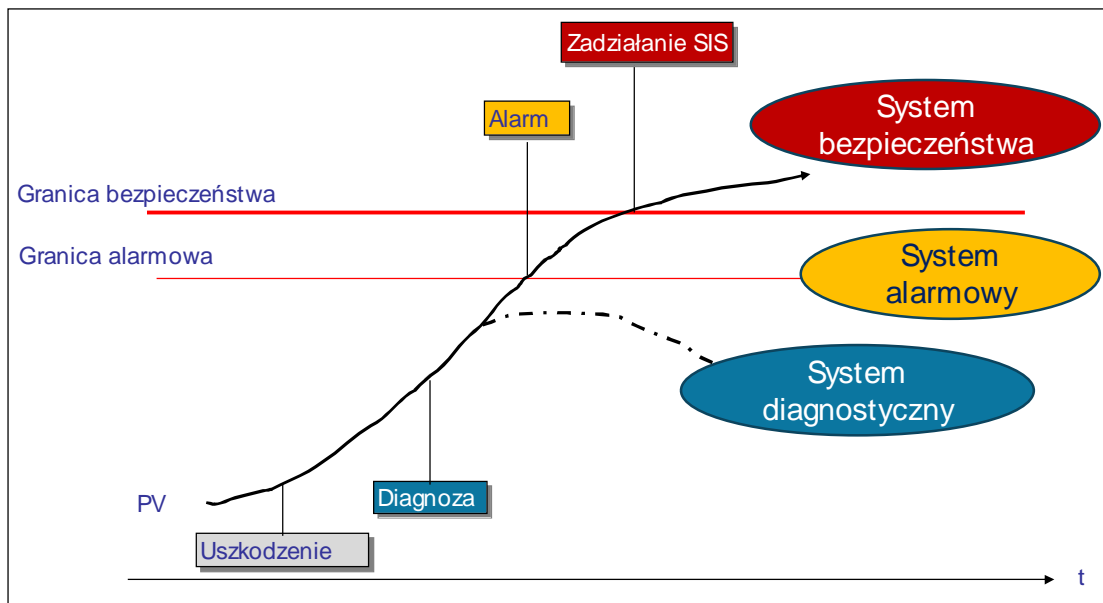 Zadziałanie SIS
System
bezpieczeństwa
Alarm
Granica bezpieczeństwa
Granica alarmowa
System
alarmowy
System
diagnostyczny
PV
Diagnoza
Uszkodzenie
t